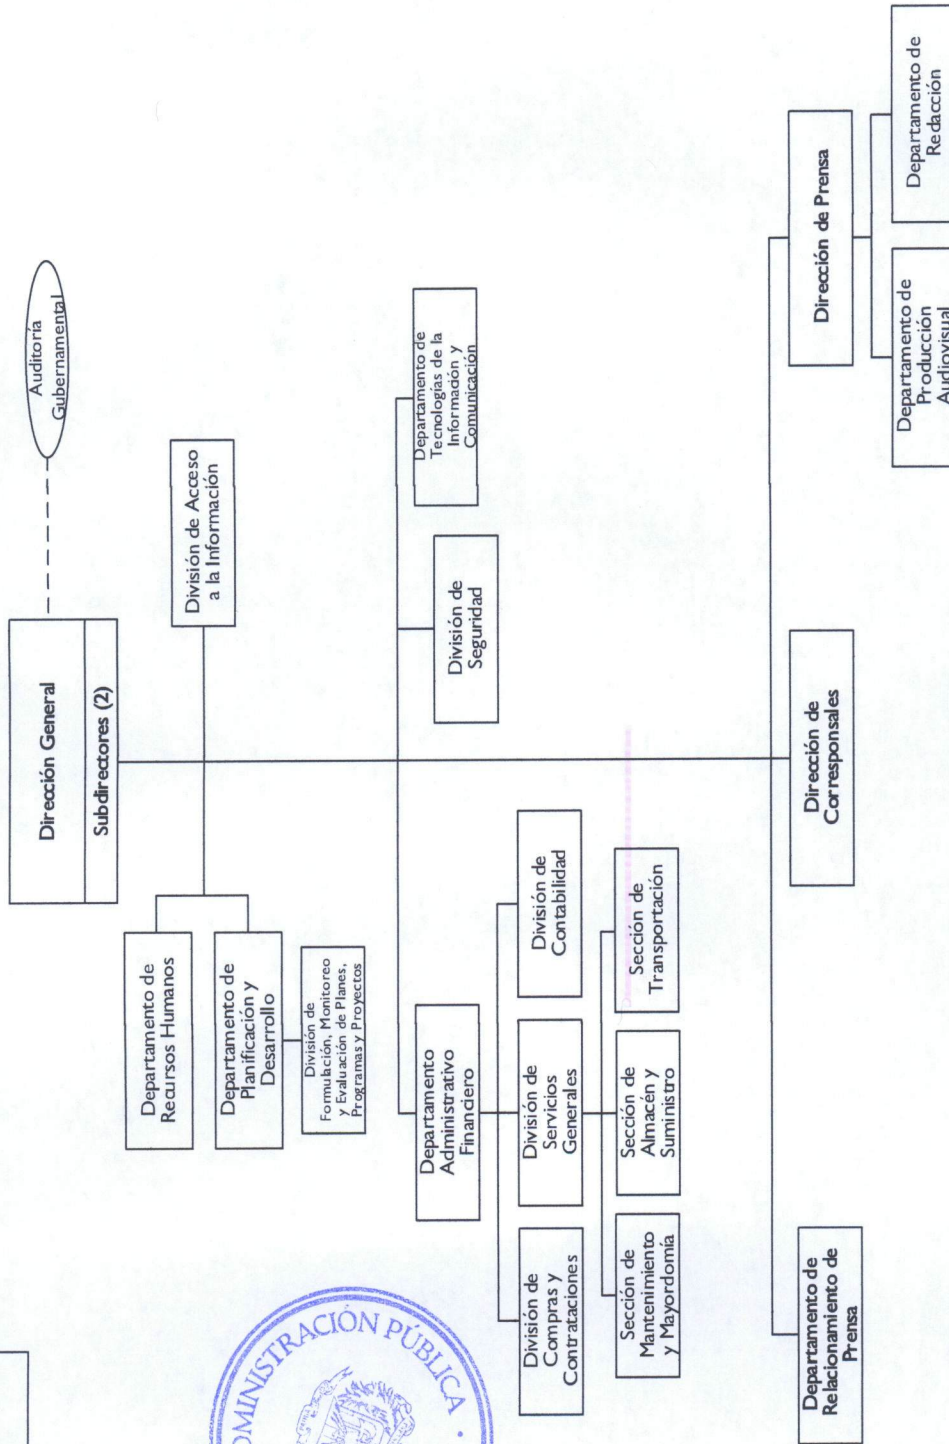 Dirección General
Subdirectores (2)
Auditoría
Gubernamental
División de Acceso
a la Información
Departamento de
Recursos Humanos
Departamento de
Planificación y
Desarrollo
División de
Formulación, Monitoreo
y Evaluación de Planes,
Programas y Proyectos
Departamento
Administrativo
Financiero
División de
Seguridad
Departamento de
Tecnologías de la
Información y
Comunicación
División de
Compras y
Contrataciones
División de
Servicios
Generales
División de
Contabilidad
Sección de
Mantenimiento
y Mayordomía
Sección de
Almacén y
Suministro
Sección de
Transportación
Departamento de
Relacionamiento de
Prensa
Dirección de
Corresponsales
Dirección de Prensa
Departamento de
Producción
Audiovisual
Departamento de
Redacción
MINISTRACIÓN PÚBLICA